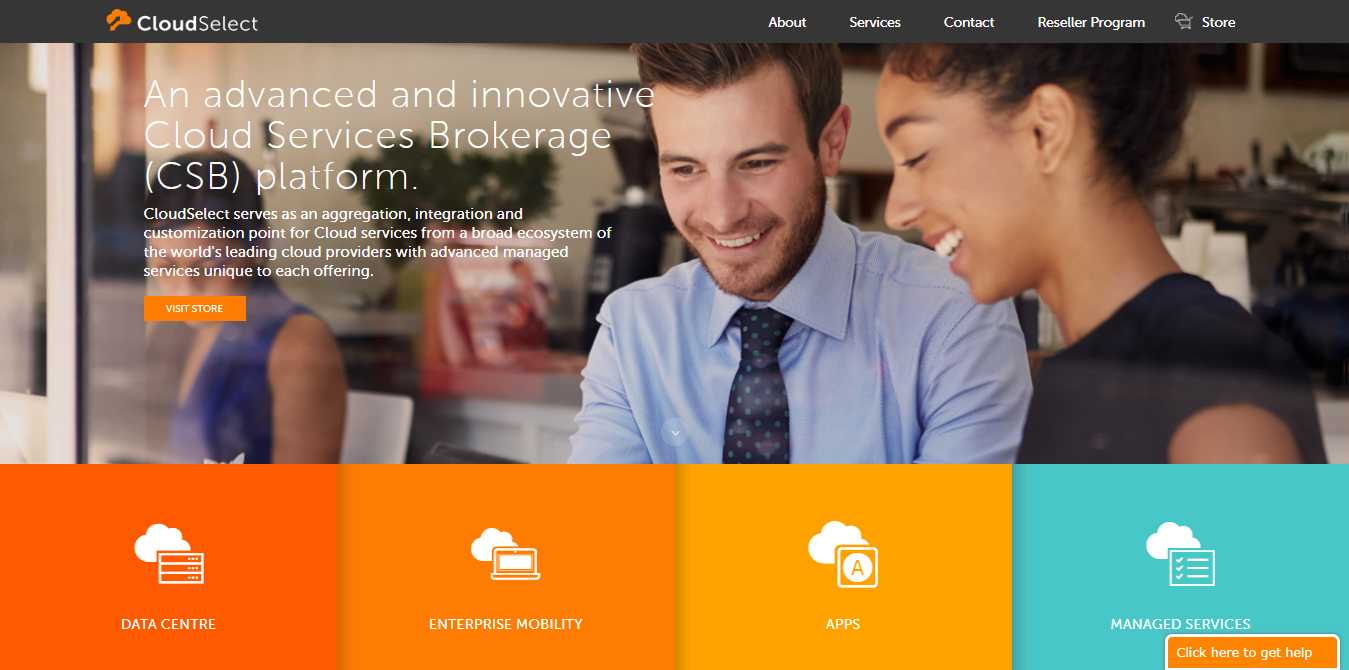 CloudSelect
About
Services
Contact
Reseller Program
Store
An advanced and innovative
Cloud Services Brokerage
(CSB) platform.
CloudSelect serves as an aggregation, integration and
customization point for Cloud services from a broad ecosystem of
the world's leading cloud providers with advanced managed
services unique to each offering.
VISIT STORE
A
DATA CENTRE
ENTERPRISE MOBILITY
APPS
MANAGED SERVICES
Click here to get help